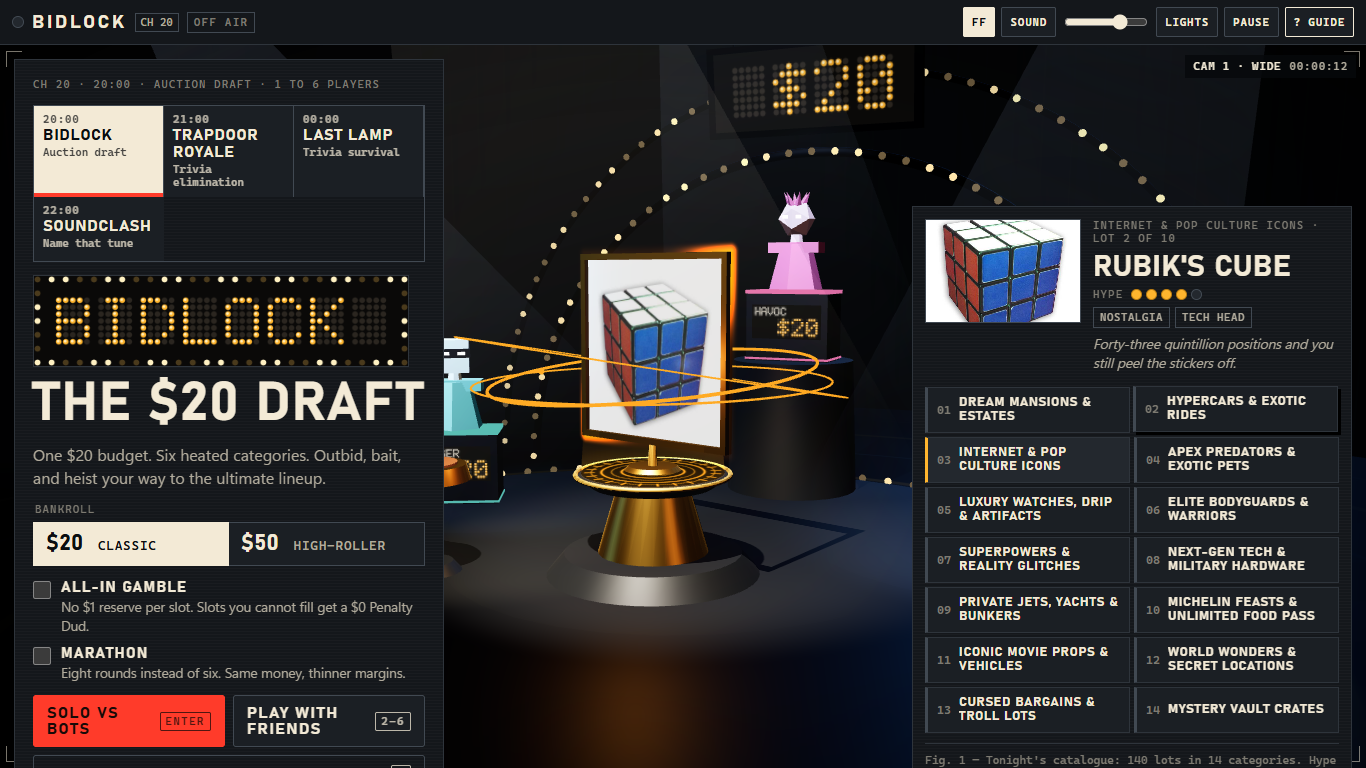 BIDLOCK CH 20 OFF AIR
FF SOUND LIGHTS PAUSE ? GUIDE
CAM 1 · WIDE 00:00:12
CH 20 · 20:00 · AUCTION DRAFT · 1 TO 6 PLAYERS
20:00
BIDLOCK
Auction draft
21:00
TRAPDOOR
ROYALE
Trivia
elimination
00:00
LAST LAMP
Trivia survival
22:00
SOUNDCLASH
Name that tune
BIDLOCK
THE $20 DRAFT
One $20 budget. Six heated categories. Outbid, bait,
and heist your way to the ultimate lineup.
BANKROLL
$20 CLASSIC
$50 HIGH-ROLLER
ALL-IN GAMBLE
No $1 reserve per slot. Slots you cannot fill get a $0 Penalty
Dud.
MARATHON
Eight rounds instead of six. Same money, thinner margins.
SOLO VS
BOTS
ENTER
PLAY WITH
FRIENDS
2–6
$20
HAVOC
$20
INTERNET & POP CULTURE ICONS ·
LOT 2 OF 10
RUBIK'S CUBE
HYPE
NOSTALGIA TECH HEAD
Forty-three quintillion positions and you
still peel the stickers off.
01 DREAM MANSIONS &
ESTATES
02 HYPERCARS & EXOTIC
RIDES
03 INTERNET & POP
CULTURE ICONS
04 APEX PREDATORS &
EXOTIC PETS
05 LUXURY WATCHES, DRIP
& ARTIFACTS
06 ELITE BODYGUARDS &
WARRIORS
07 SUPERPOWERS &
REALITY GLITCHES
08 NEXT-GEN TECH &
MILITARY HARDWARE
09 PRIVATE JETS, YACHTS &
BUNKERS
10 MICHELIN FEASTS &
UNLIMITED FOOD PASS
11 ICONIC MOVIE PROPS &
VEHICLES
12 WORLD WONDERS &
SECRET LOCATIONS
13 CURSED BARGAINS &
TROLL LOTS
14 MYSTERY VAULT CRATES
Fig. 1 — Tonight's catalogue: 140 lots in 14 categories. Hype